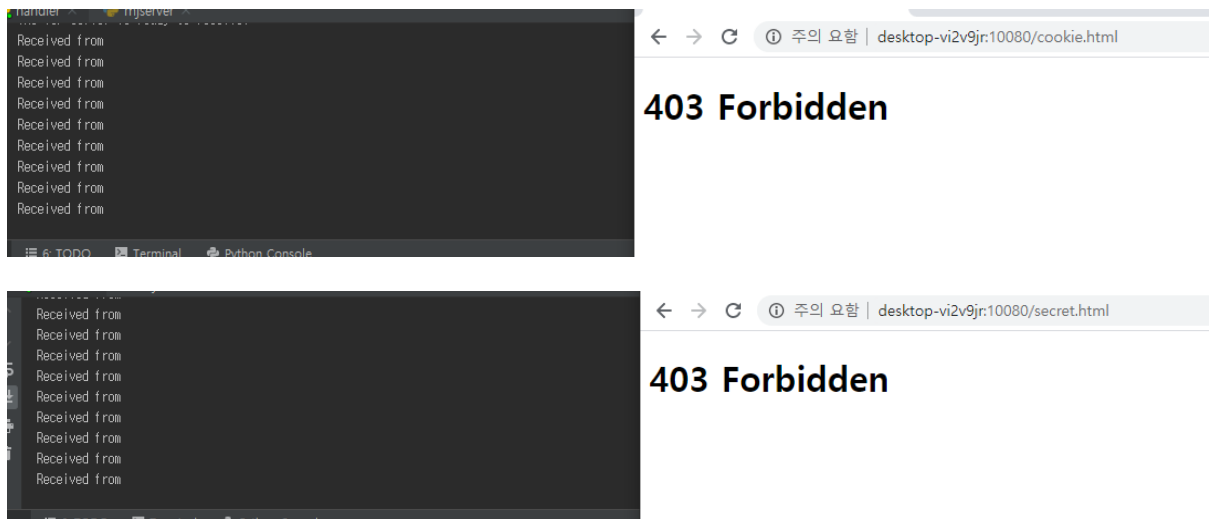 handler
mjserver
Received from
Received from
Received from
Received from
Received from
Received from
Received from
Received from
Received from
6: TODO Terminal Python Console
주의 요함 desktop-vi2v9jr:10080/cookie.html
403 Forbidden
Received from
Received from
Received from
Received from
Received from
Received from
Received from
Received from
Received from
주의 요함 desktop-vi2v9jr:10080/secret.html
403 Forbidden